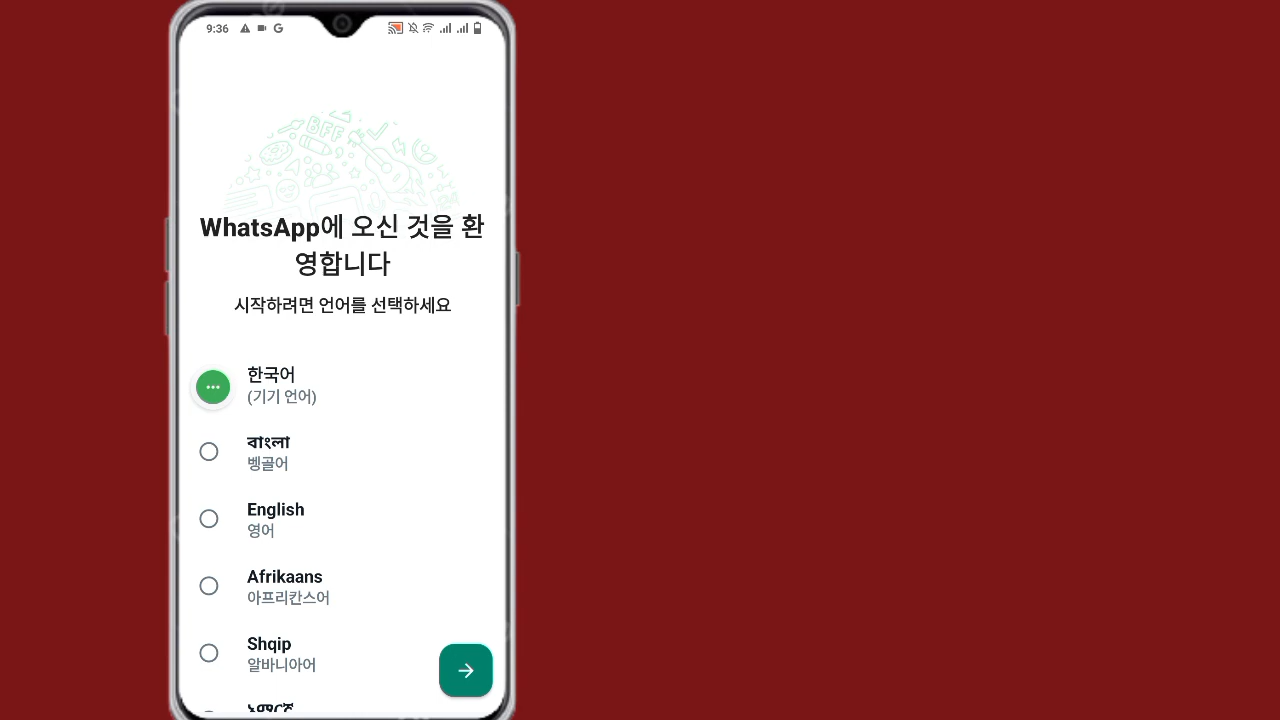 9:36
BFF
WhatsApp에 오신 것을 환
영합니다
시작하려면 언어를 선택하세요
한국어
(기기 언어)
বাংলা
벵골어
English
영어
Afrikaans
아프리칸스어
Shqip
알바니아어